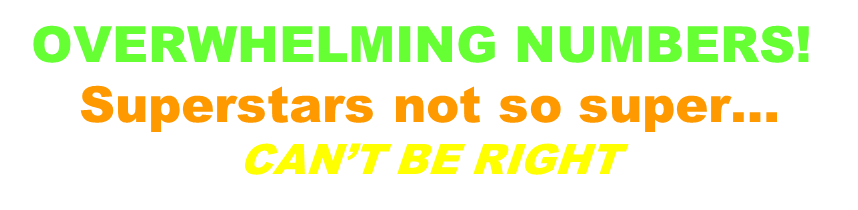 OVERWHELMING NUMBERS!
Superstars not so super...
CAN’T BE RIGHT